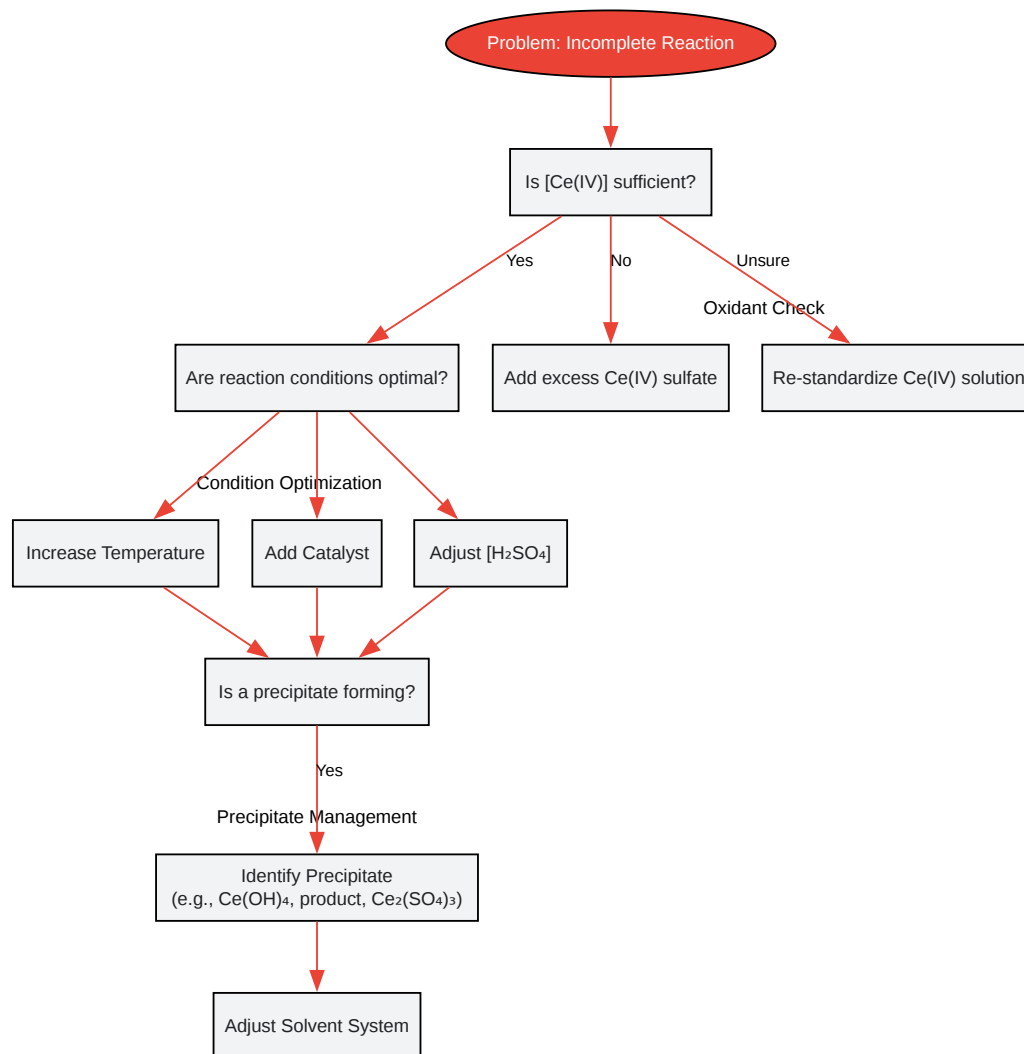 Problem: Incomplete Reaction
Is [Ce(IV)] sufficient?
Yes
No
Unsure
Oxidant Check
Are reaction conditions optimal?
Add excess Ce(IV) sulfate
Re-standardize Ce(IV) solution
Condition Optimization
Increase Temperature
Add Catalyst
Adjust [H₂SO₄]
Is a precipitate forming?
Yes
Precipitate Management
Identify Precipitate
(e.g., Ce(OH)₄, product, Ce₂(SO₄)₃)
Adjust Solvent System